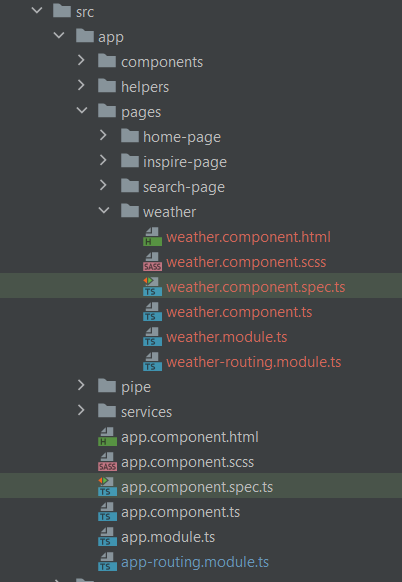 src
app
components
helpers
pages
home-page
inspire-page
search-page
weather
H weather.component.html
SASS weather.component.scss
TS weather.component.spec.ts
TS weather.component.ts
TS weather.module.ts
TS weather-routing.module.ts
pipe
services
H app.component.html
SASS app.component.scss
TS app.component.spec.ts
TS app.component.ts
TS app.module.ts
TS app-routing.module.ts